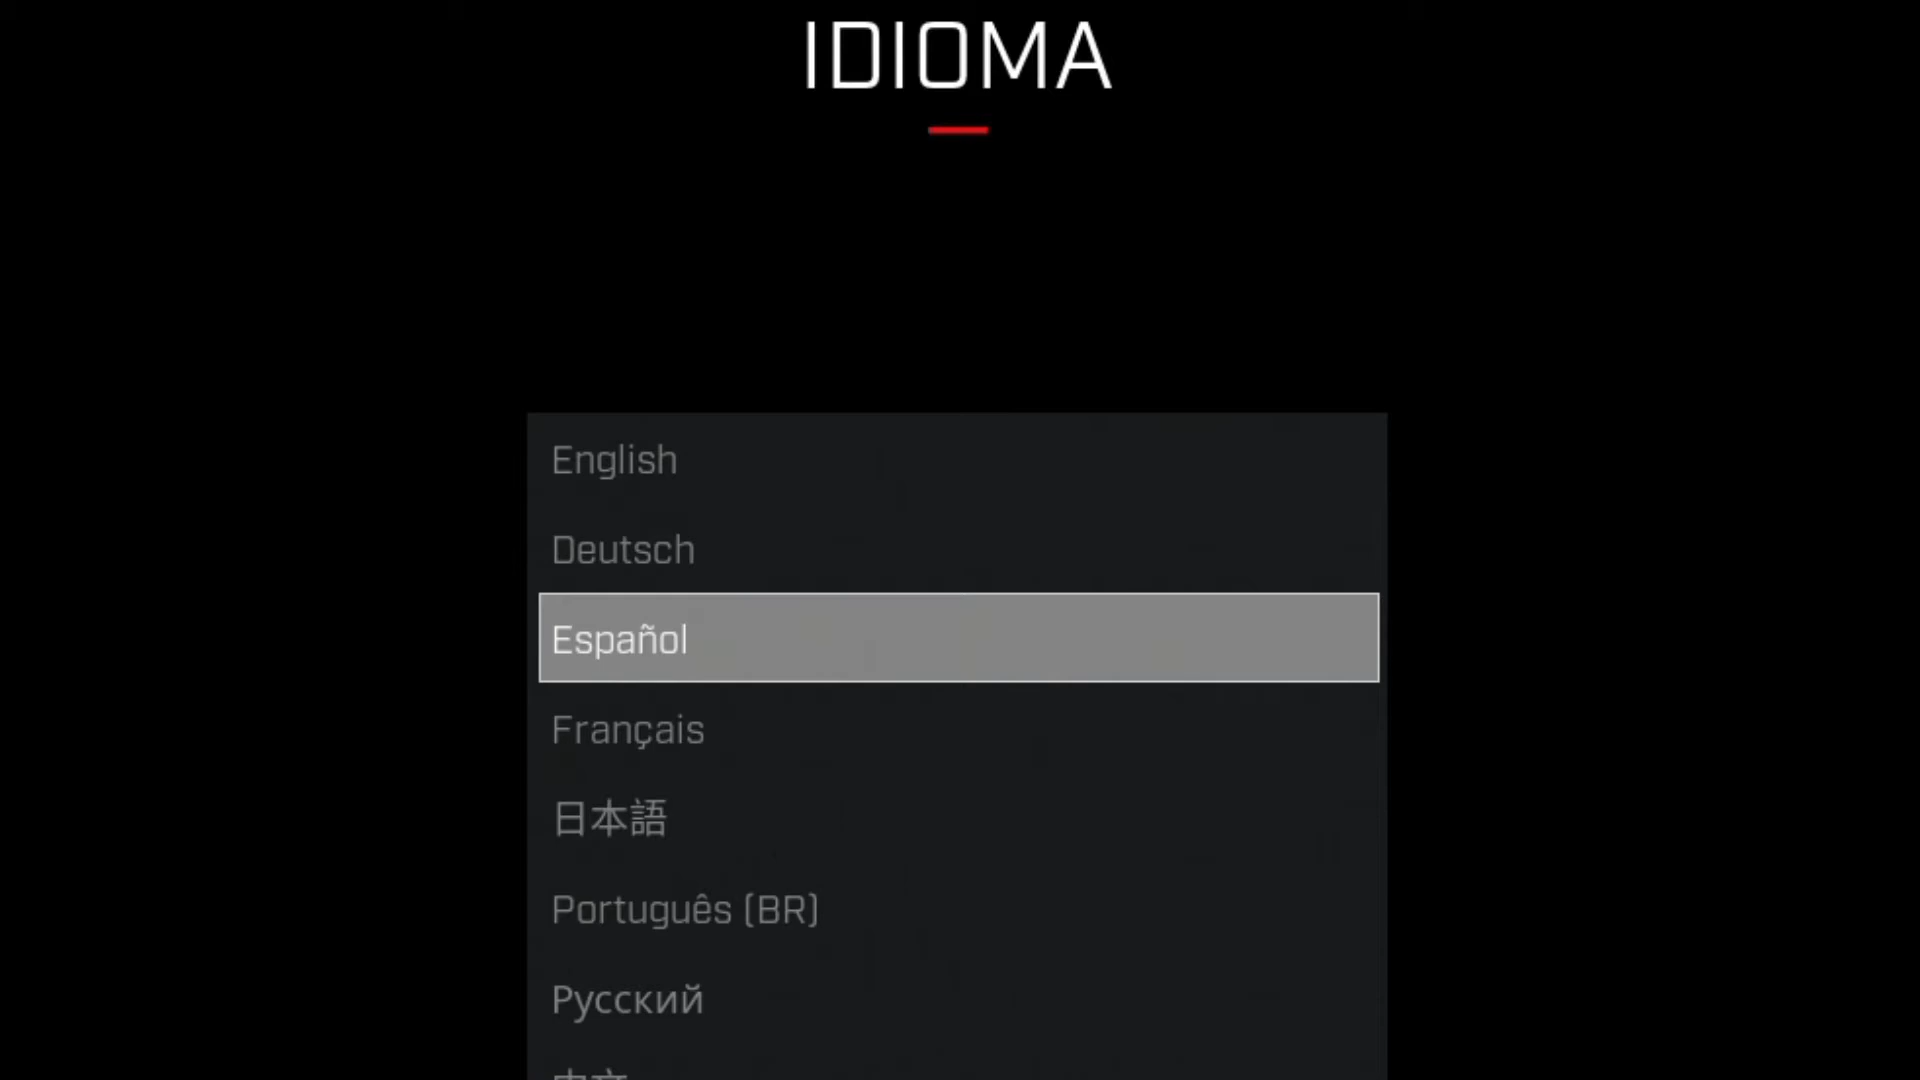 IDIOMA
English
Deutsch
Español
Français
日本語
Português (BR)
Русский